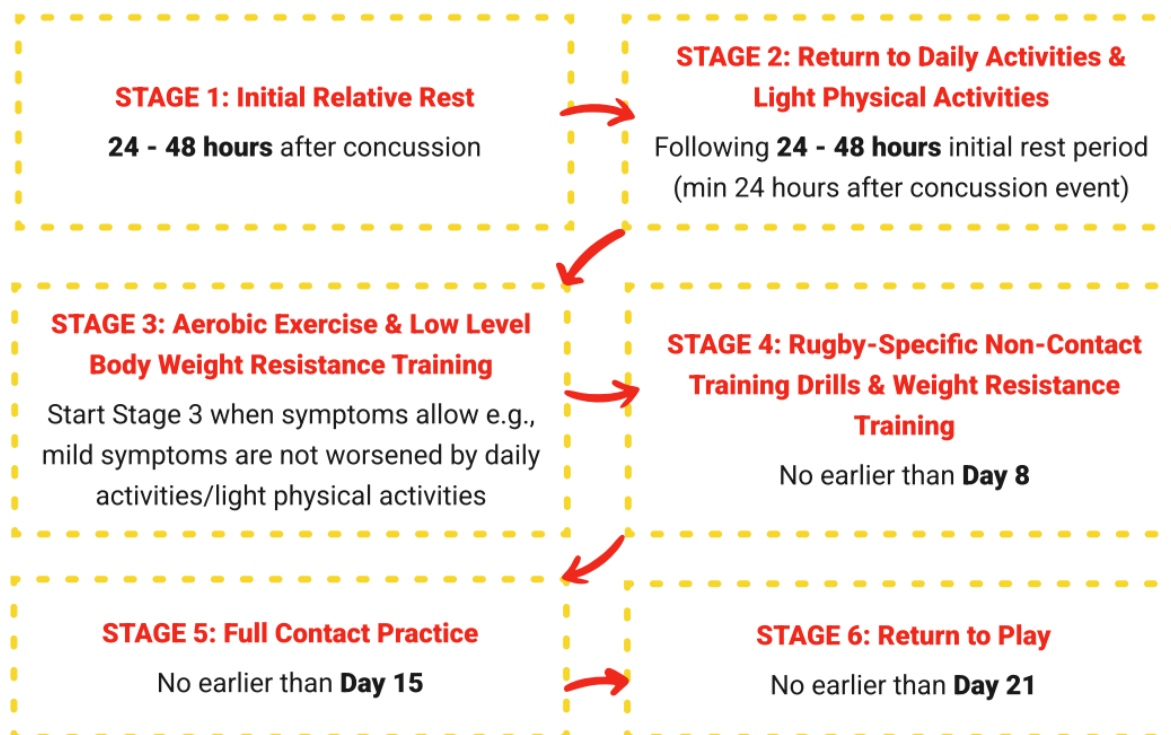 STAGE 1: Initial Relative Rest
24 - 48 hours after concussion
STAGE 2: Return to Daily Activities &
Light Physical Activities
Following 24 - 48 hours initial rest period
(min 24 hours after concussion event)
STAGE 3: Aerobic Exercise & Low Level
Body Weight Resistance Training
Start Stage 3 when symptoms allow e.g.,
mild symptoms are not worsened by daily
activities/light physical activities
STAGE 4: Rugby-Specific Non-Contact
Training Drills & Weight Resistance
Training
No earlier than Day 8
STAGE 5: Full Contact Practice
No earlier than Day 15
STAGE 6: Return to Play
No earlier than Day 21